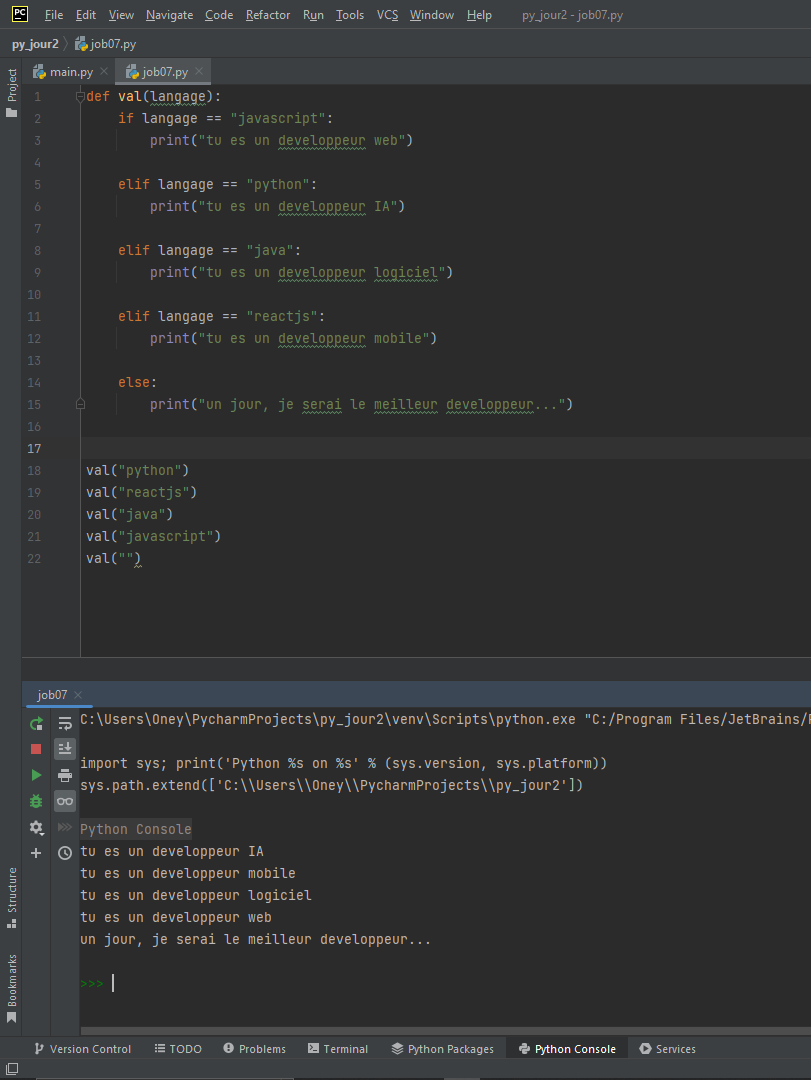 PC File Edit View Navigate Code Refactor Run Tools VCS Window Help py_jour2 - job07.py
py_jour2 job07.py
Project
main.py job07.py
1 def val(langage):
2 if langage == "javascript":
3 print("tu es un developpeur web")
4
5 elif langage == "python":
6 print("tu es un developpeur IA")
7
8 elif langage == "java":
9 print("tu es un developpeur logiciel")
10
11 elif langage == "reactjs":
12 print("tu es un developpeur mobile")
13
14 else:
15 print("un jour, je serai le meilleur developpeur...")
16
17
18 val("python")
19 val("reactjs")
20 val("java")
21 val("javascript")
22 val("")
job07
C:\Users\Oney\PycharmProjects\py_jour2\venv\Scripts\python.exe "C:/Program Files/JetBrains/
import sys; print('Python %s on %s' % (sys.version, sys.platform))
sys.path.extend(['C:\\Users\\Oney\\PycharmProjects\\py_jour2'])
Python Console
tu es un developpeur IA
tu es un developpeur mobile
tu es un developpeur logiciel
tu es un developpeur web
un jour, je serai le meilleur developpeur...
>>>
Structure
Bookmarks
Version Control TODO Problems Terminal Python Packages Python Console Services